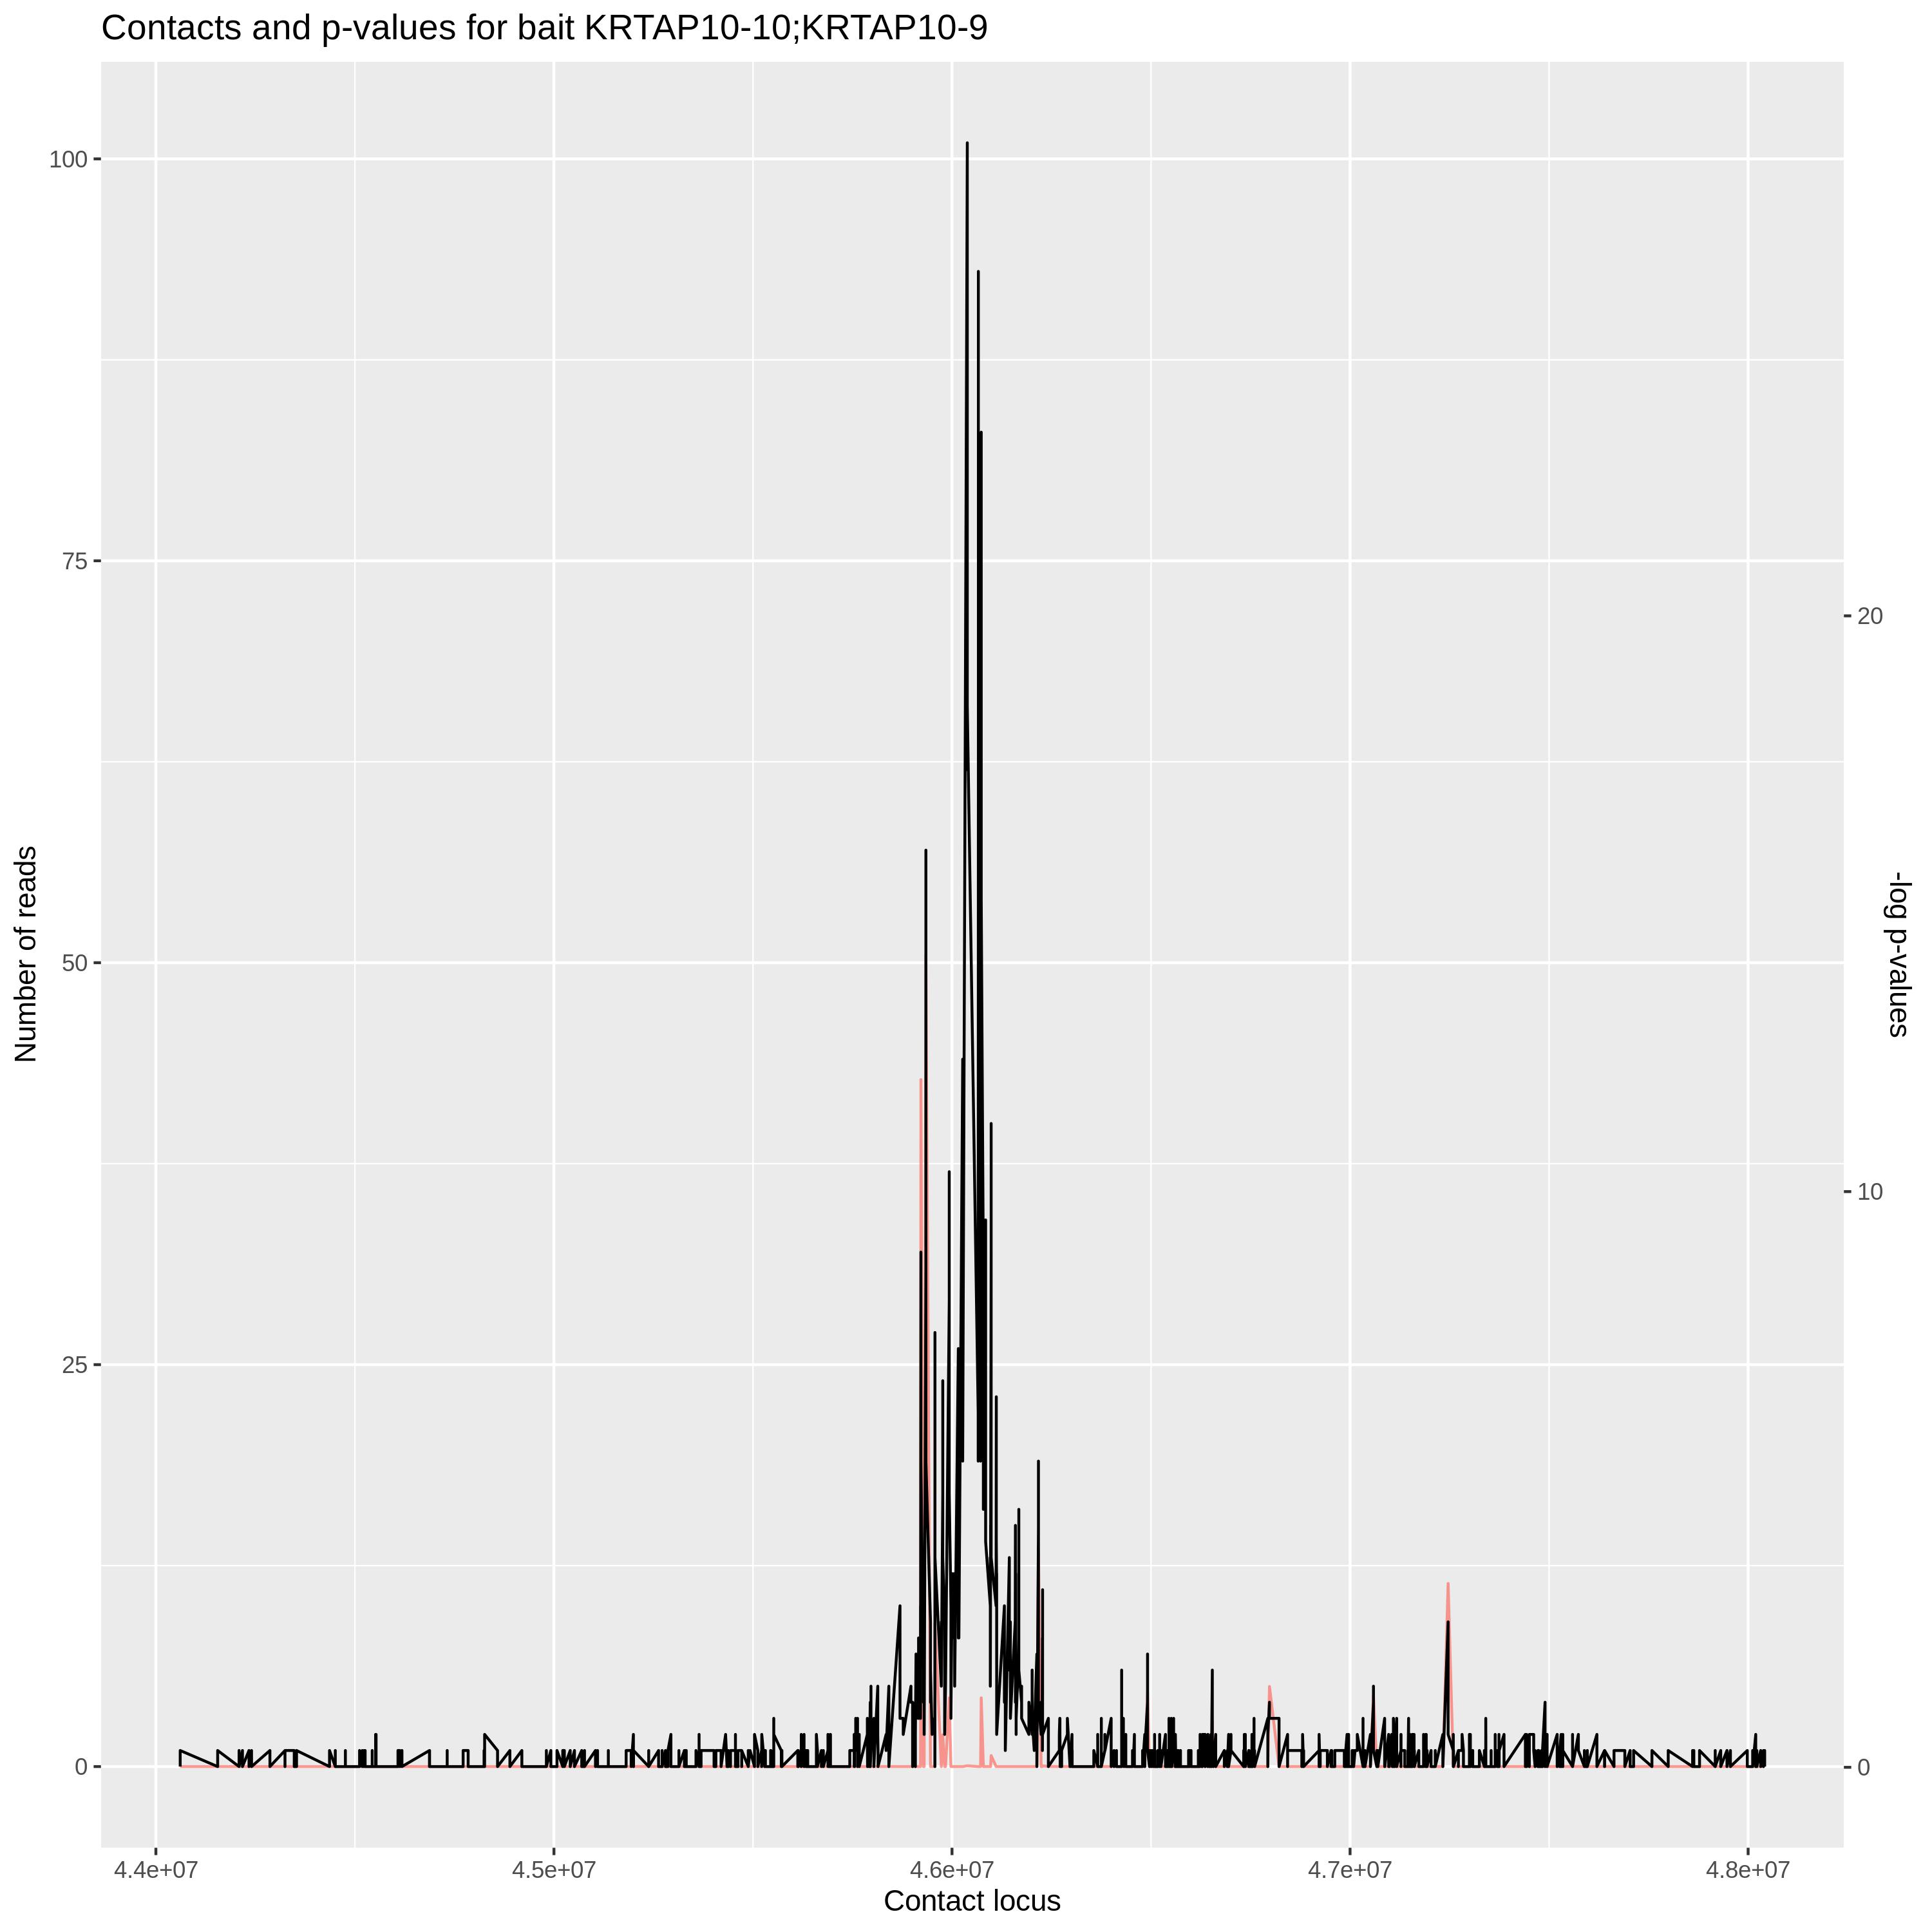 Contacts and p-values for bait KRTAP10-10;KRTAP10-9
100
75
50
25
0
Number of reads
20
10
0
-log p-values
4.4e+07 4.5e+07 4.6e+07 4.7e+07 4.8e+07
Contact locus